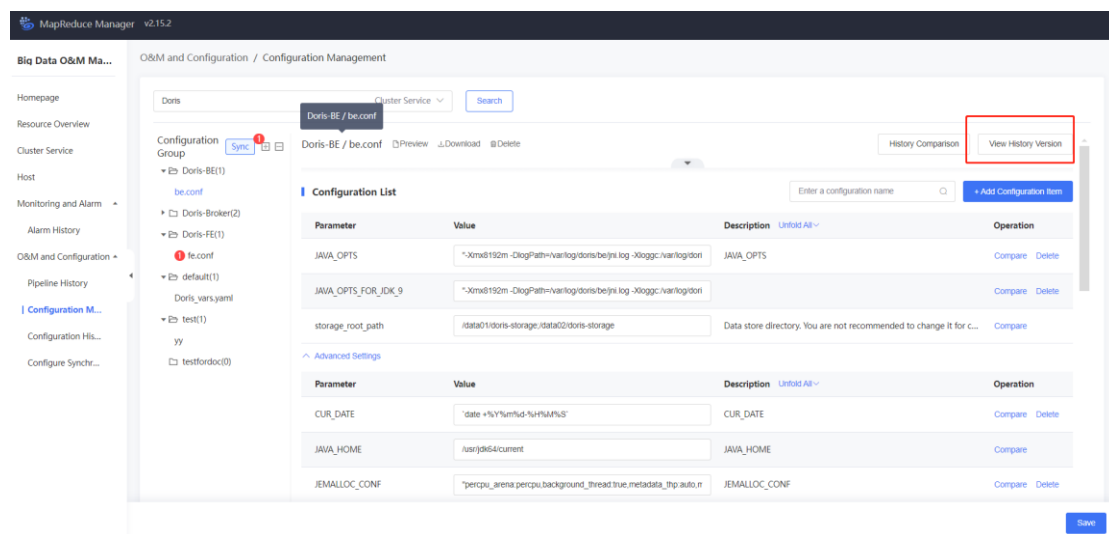 MapReduce Manager v2.15.2
Big Data O&M Ma...
O&M and Configuration / Configuration Management
Homepage
Resource Overview
Cluster Service
Host
Monitoring and Alarm
Alarm History
O&M and Configuration
Pipeline History
Configuration M...
Configuration His...
Configure Synchr...
Doris Cluster Service Search
Doris-BE / be.conf
Configuration Group Sync 1
Doris-BE(1)
be.conf
Doris-Broker(2)
Doris-FE(1)
1 fe.conf
default(1)
Doris_vars.yaml
test(1)
yy
testfordoc(0)
Doris-BE / be.conf Preview Download Delete History Comparison View History Version
Configuration List Enter a configuration name + Add Configuration Item
Parameter Value Description Unfold All Operation
JAVA_OPTS "-Xmx8192m -DlogPath=/var/log/doris/be/jni.log -Xloggc:/var/log/dori JAVA_OPTS Compare Delete
JAVA_OPTS_FOR_JDK_9 "-Xmx8192m -DlogPath=/var/log/doris/be/jni.log -Xloggc:/var/log/dori Compare Delete
storage_root_path /data01/doris-storage;/data02/doris-storage Data store directory. You are not recommended to change it for c... Compare
Advanced Settings
Parameter Value Description Unfold All Operation
CUR_DATE `date +%Y%m%d-%H%M%S` CUR_DATE Compare Delete
JAVA_HOME /usr/jdk64/current JAVA_HOME Compare
JEMALLOC_CONF "percpu_arena:percpu,background_thread:true,metadata_thp:auto,m JEMALLOC_CONF Compare Delete
Save